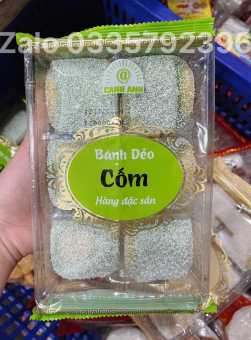 Zalo 0335792396
CANH ANH
Bánh Dẻo
Cốm
Hàng đặc sản